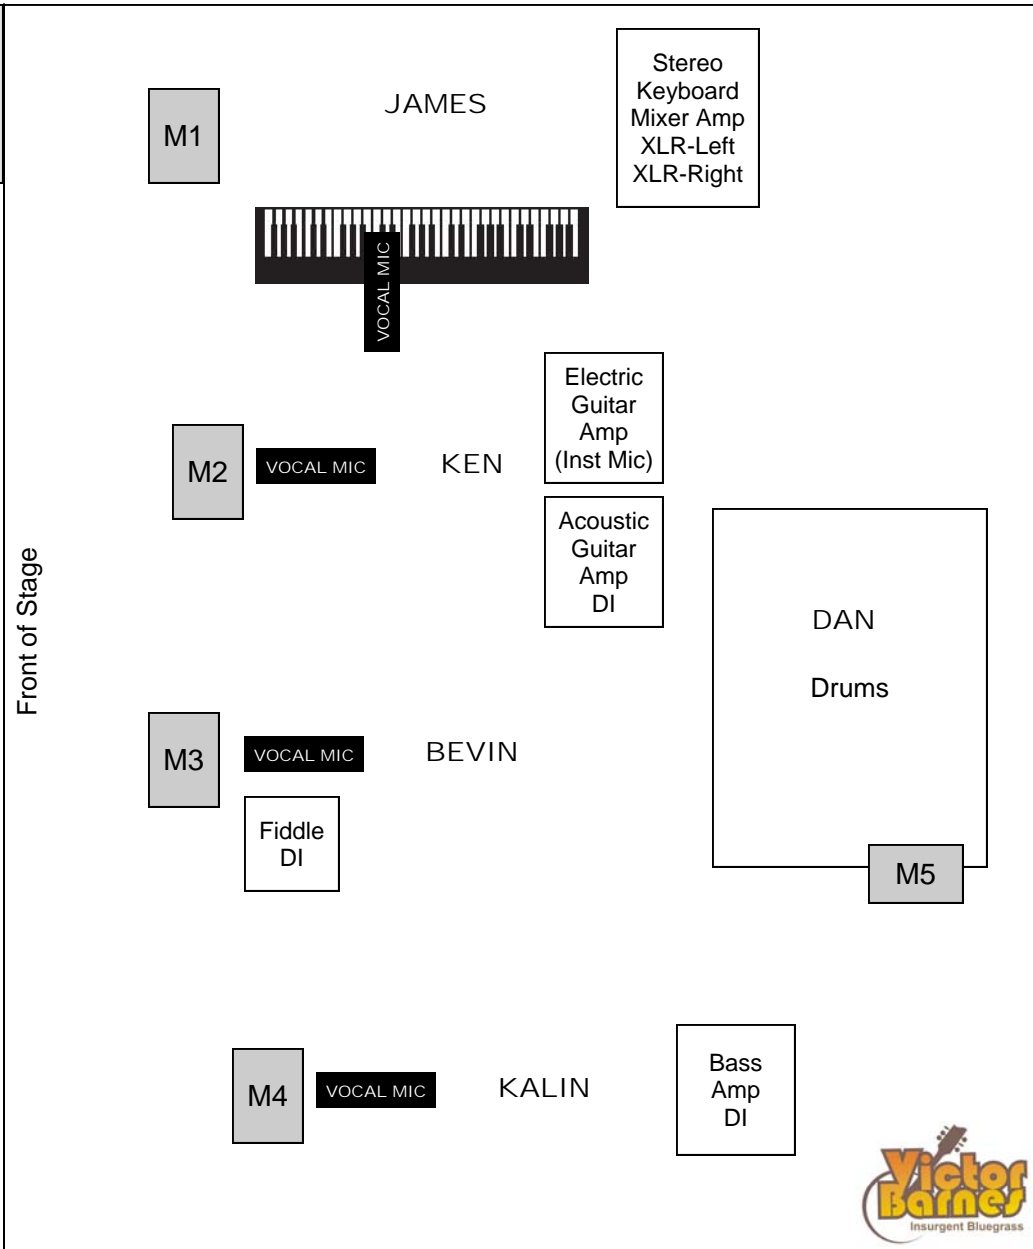 JAMES
Stereo
Keyboard
Mixer Amp
XLR-Left
XLR-Right
M1
VOCAL MIC
Electric
Guitar
Amp
(Inst Mic)
M2
VOCAL MIC
KEN
Acoustic
Guitar
Amp
DI
Front of Stage
DAN
Drums
M3
VOCAL MIC
BEVIN
Fiddle
DI
M5
M4
VOCAL MIC
KALIN
Bass
Amp
DI
Victor
Barnes
Insurgent Bluegrass